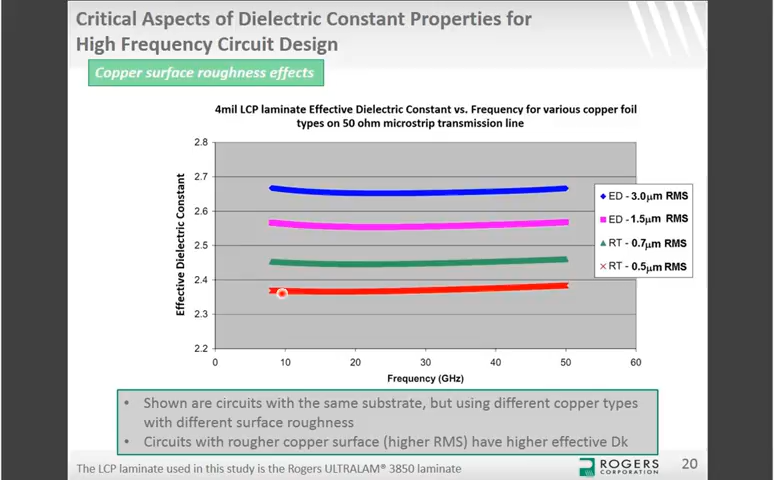 Critical Aspects of Dielectric Constant Properties for
High Frequency Circuit Design
Copper surface roughness effects
4mil LCP laminate Effective Dielectric Constant vs. Frequency for various copper foil
types on 50 ohm microstrip transmission line
Effective Dielectric Constant
2.8
2.7
2.6
2.5
2.4
2.3
2.2
0 10 20 30 40 50 60
Frequency (GHz)
ED - 3.0μm RMS
ED - 1.5μm RMS
RT - 0.7μm RMS
RT - 0.5μm RMS
• Shown are circuits with the same substrate, but using different copper types
with different surface roughness
• Circuits with rougher copper surface (higher RMS) have higher effective Dk
The LCP laminate used in this study is the Rogers ULTRALAM® 3850 laminate
ROGERS
CORPORATION
20